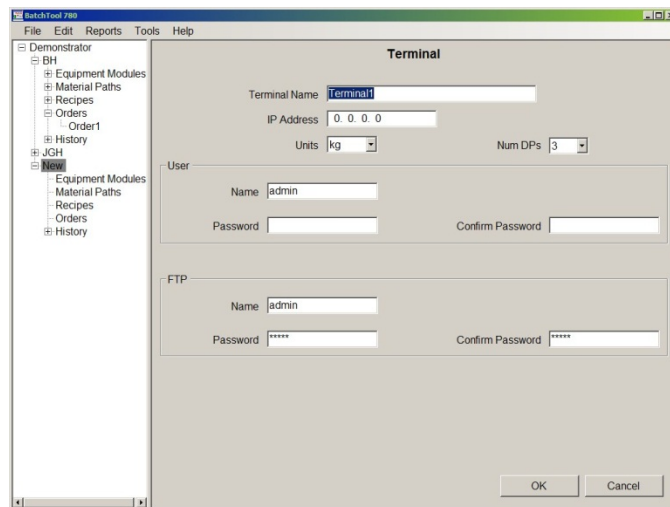 BatchTool 780
File Edit Reports Tools Help
Demonstrator
BH
Equipment Modules
Material Paths
Recipes
Orders
Order1
History
JGH
New
Equipment Modules
Material Paths
Recipes
Orders
History
Terminal
Terminal Name Terminal1
IP Address 0. 0. 0. 0
Units kg Num DPs 3
User
Name admin
Password Confirm Password
FTP
Name admin
Password ***** Confirm Password *****
OK Cancel